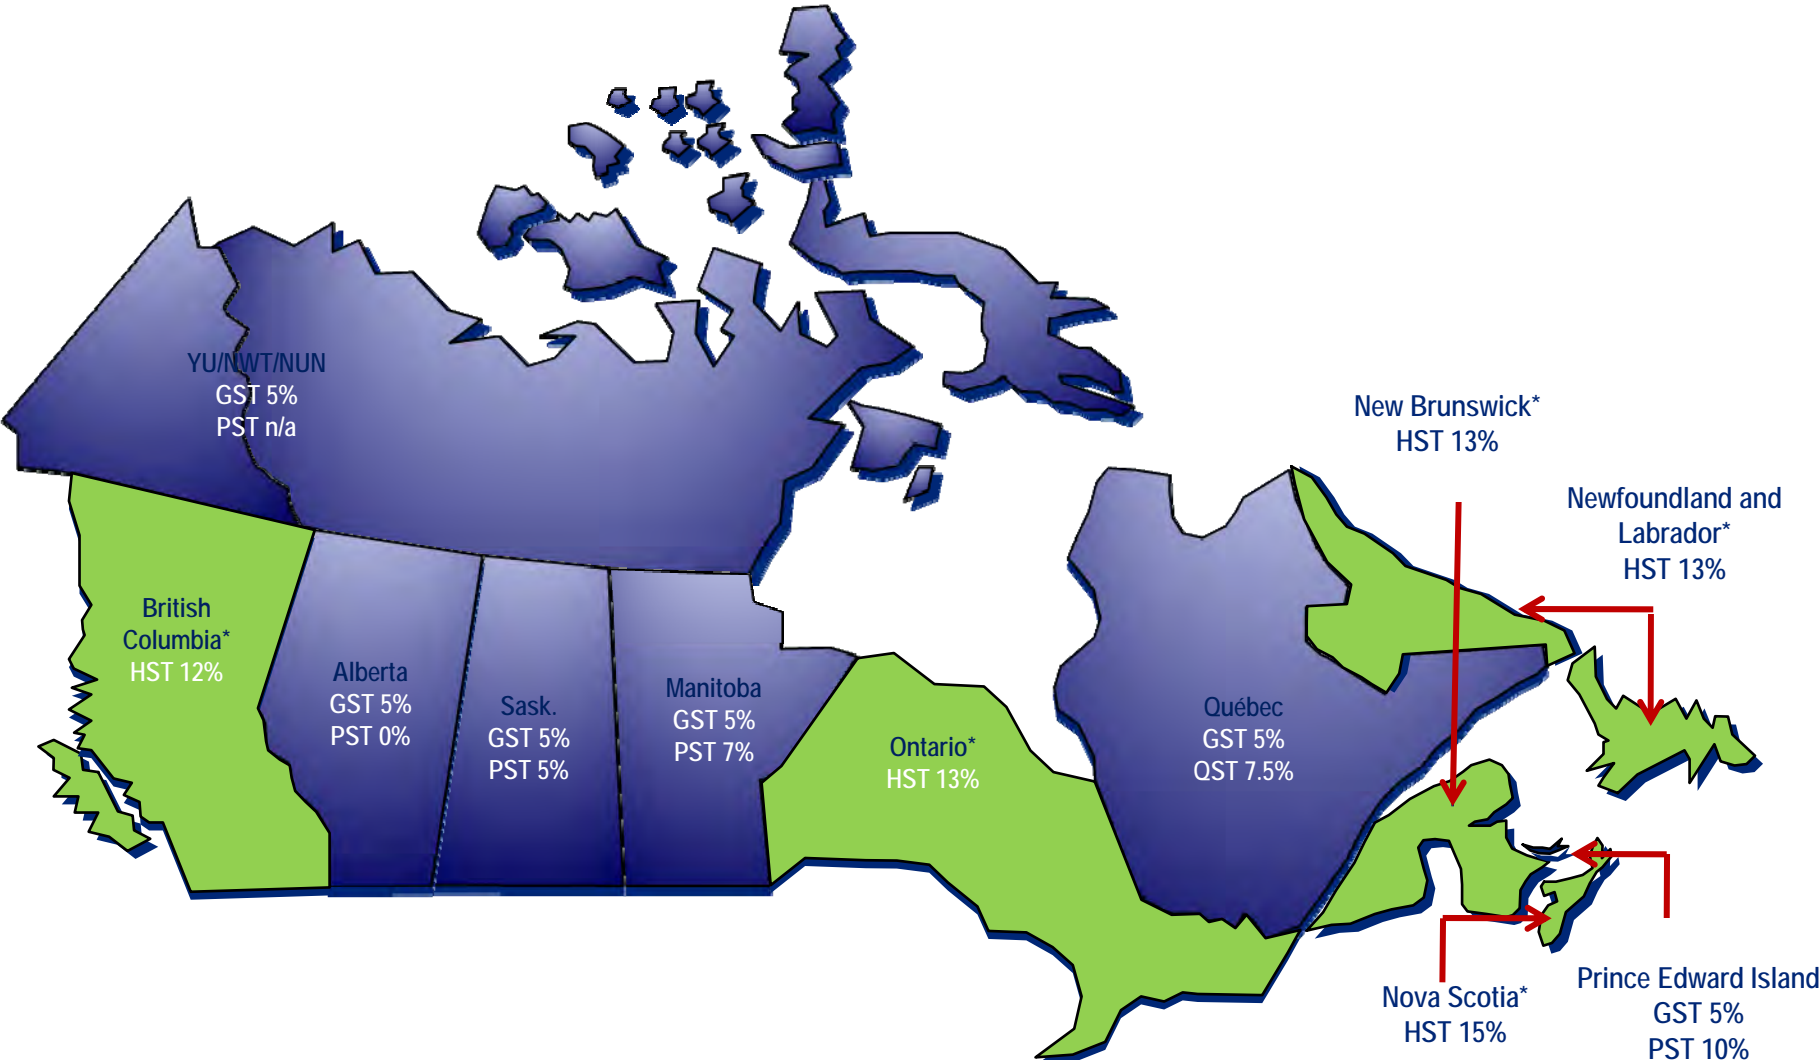 YU/NWT/NUN
GST 5%
PST n/a
New Brunswick*
HST 13%
Newfoundland and
Labrador*
HST 13%
British
Columbia*
HST 12%
Alberta
GST 5%
PST 0%
Sask.
GST 5%
PST 5%
Manitoba
GST 5%
PST 7%
Ontario*
HST 13%
Québec
GST 5%
QST 7.5%
Nova Scotia*
HST 15%
Prince Edward Island
GST 5%
PST 10%